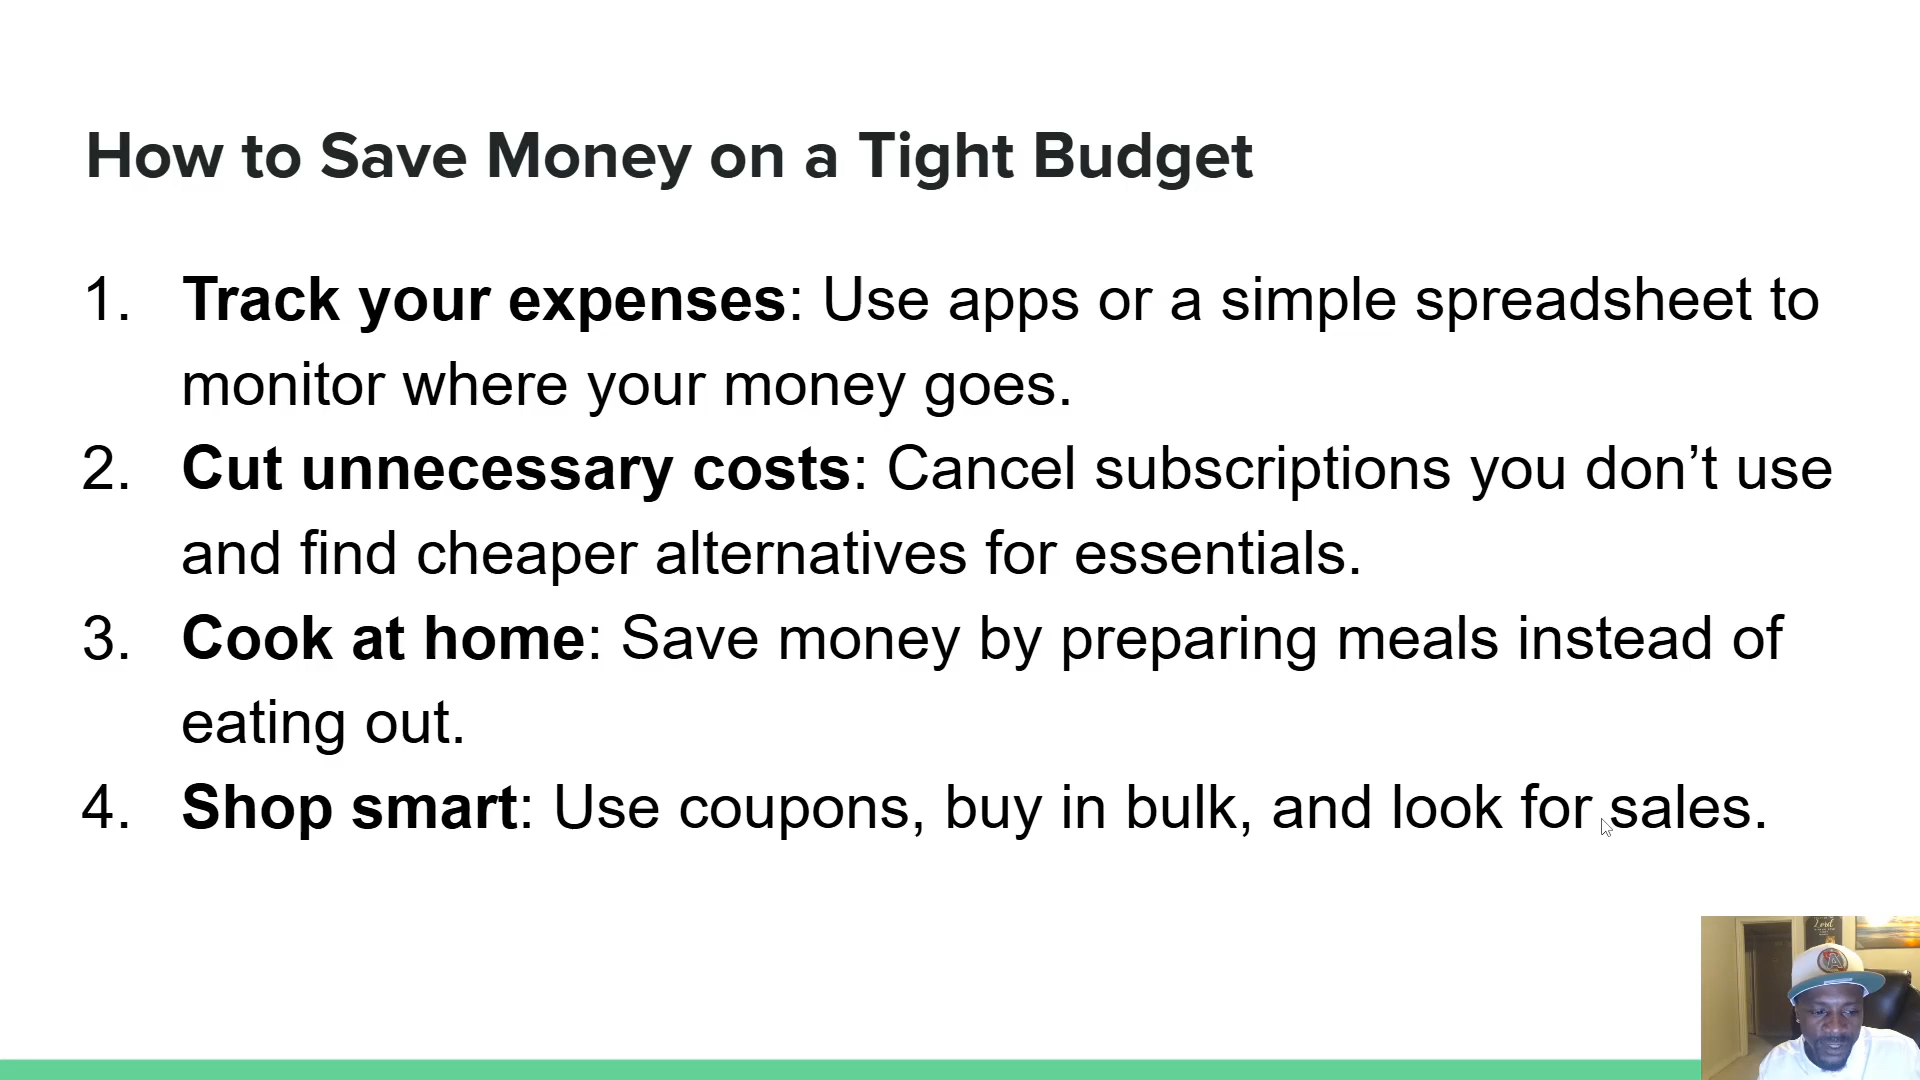 How to Save Money on a Tight Budget
1. Track your expenses: Use apps or a simple spreadsheet to
monitor where your money goes.
2. Cut unnecessary costs: Cancel subscriptions you don’t use
and find cheaper alternatives for essentials.
3. Cook at home: Save money by preparing meals instead of
eating out.
4. Shop smart: Use coupons, buy in bulk, and look for sales.
Lord
A